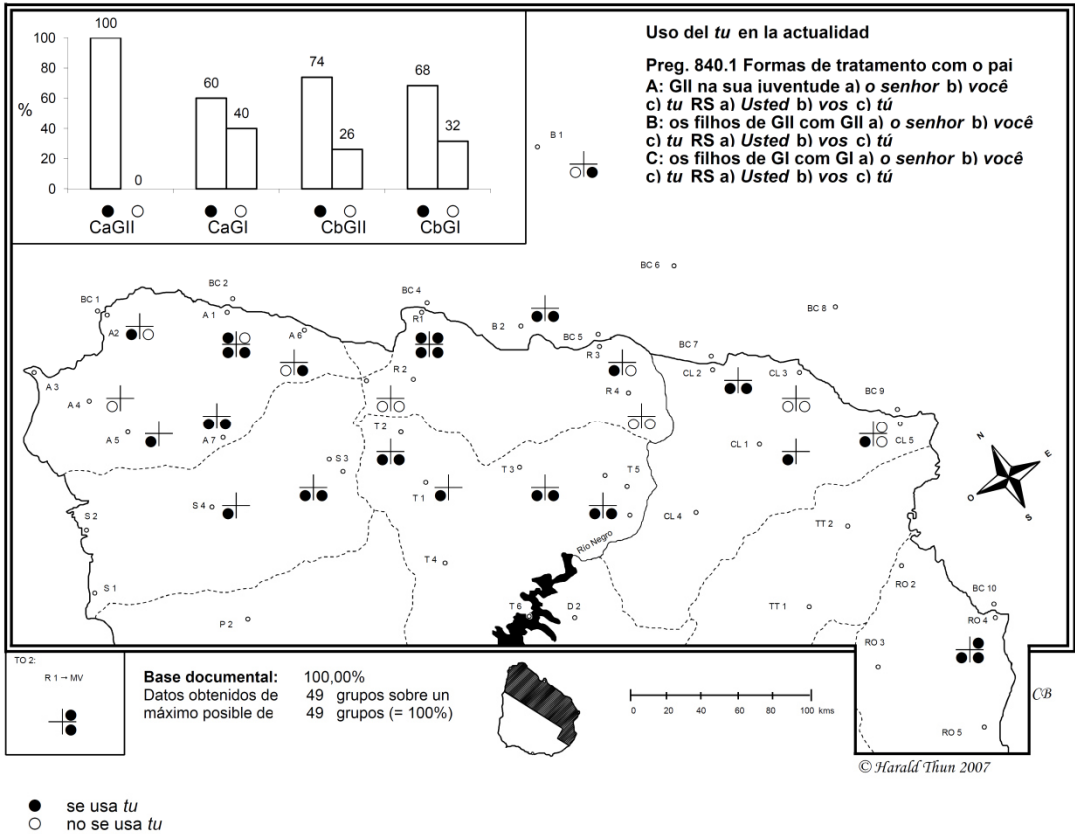 100
74
68
60
40
26
32
0
100
80
60
40
20
0
%
CaGII
CaGI
CbGII
CbGI
Uso del tu en la actualidad
Preg. 840.1 Formas de tratamento com o pai
A: GII na sua juventude a) o senhor b) você
c) tu RS a) Usted b) vos c) tú
B: os filhos de GII com GII a) o senhor b) você
c) tu RS a) Usted b) vos c) tú
C: os filhos de GI com GI a) o senhor b) você
c) tu RS a) Usted b) vos c) tú
B 1
BC 6
BC 2
BC 1
BC 4
BC 8
A 1
A2
A 6
R1
B 2
BC 5
R 3
BC 7
CL 2
CL 3
A 3
R 2
R 4
BC 9
A 4
A 5
A 7
T 2
CL 1
CL 5
S 3
T 3
T 5
T 1
N
E
O
S
S 4
S 2
CL 4
TT 2
Río Negro
T 4
RO 2
S 1
P 2
T 6
D 2
TT 1
BC 10
RO 4
RO 3
RO 5
TO 2:
R 1 → MV
Base documental: 100,00%
Datos obtenidos de 49 grupos sobre un
máximo posible de 49 grupos (= 100%)
0 20 40 60 80 100 kms
CB
© Harald Thun 2007
se usa tu
no se usa tu